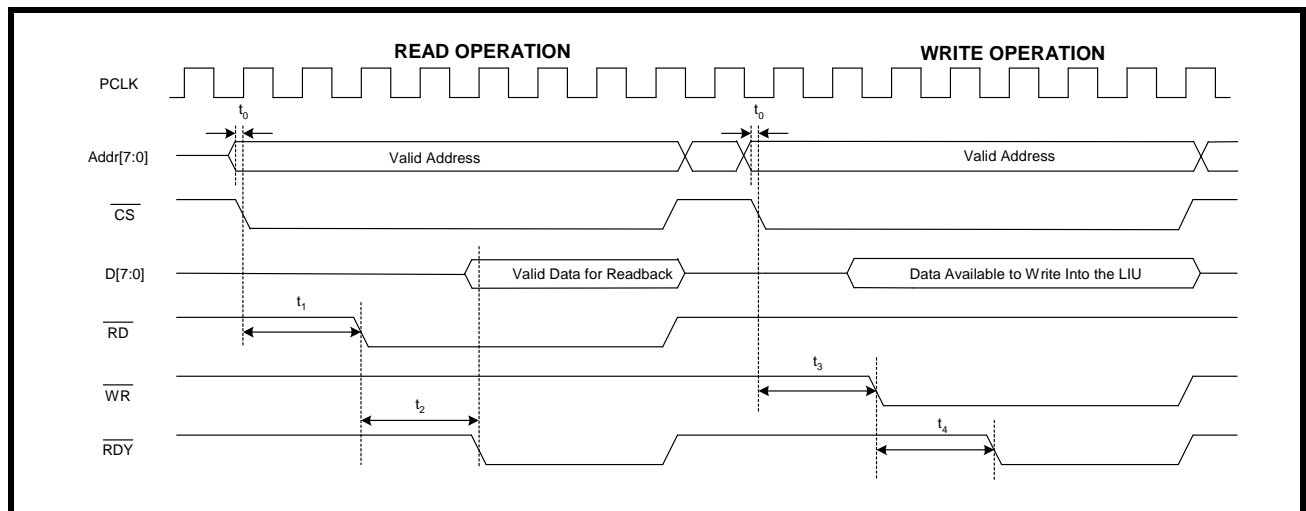 READ OPERATION WRITE OPERATION
PCLK
t0 t0
Addr[7:0] Valid Address Valid Address
CS
D[7:0] Valid Data for Readback Data Available to Write Into the LIU
t1
RD
t3
WR
t2 t4
RDY